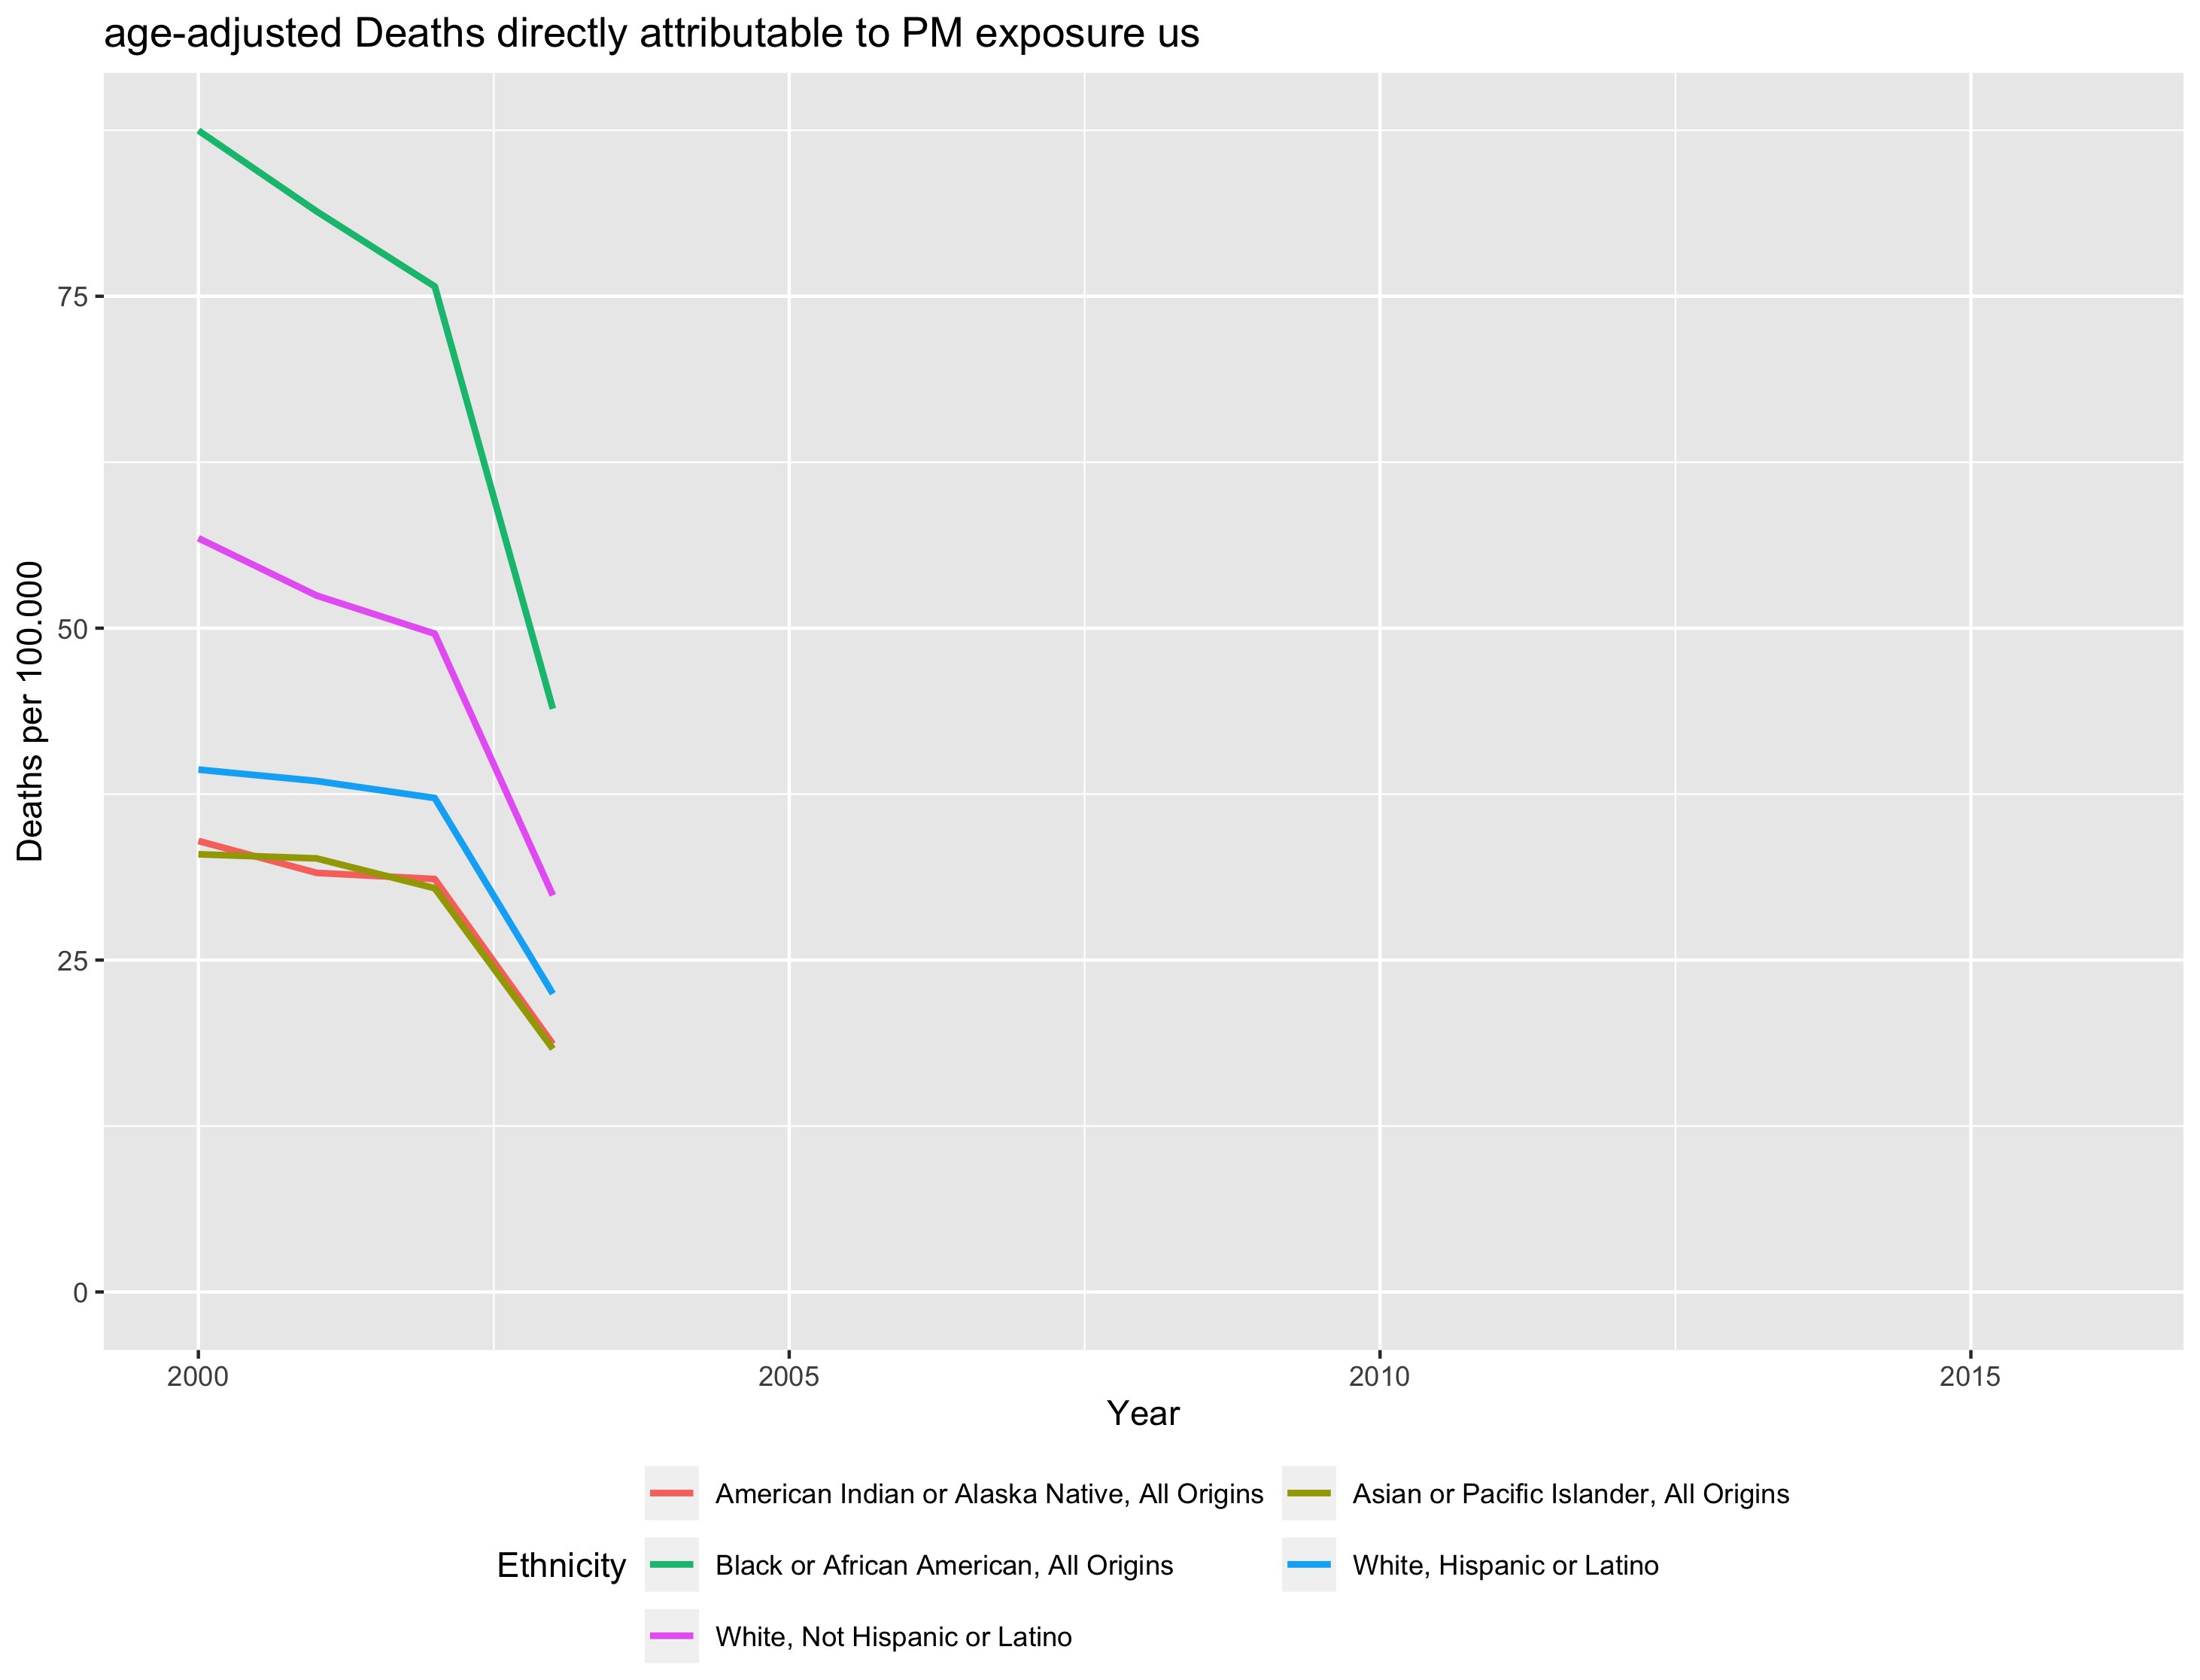 age-adjusted Deaths directly attributable to PM exposure us
Deaths per 100.000
75
50
25
0
2000 2005 2010 2015
Year
Ethnicity
American Indian or Alaska Native, All Origins
Asian or Pacific Islander, All Origins
Black or African American, All Origins
White, Hispanic or Latino
White, Not Hispanic or Latino